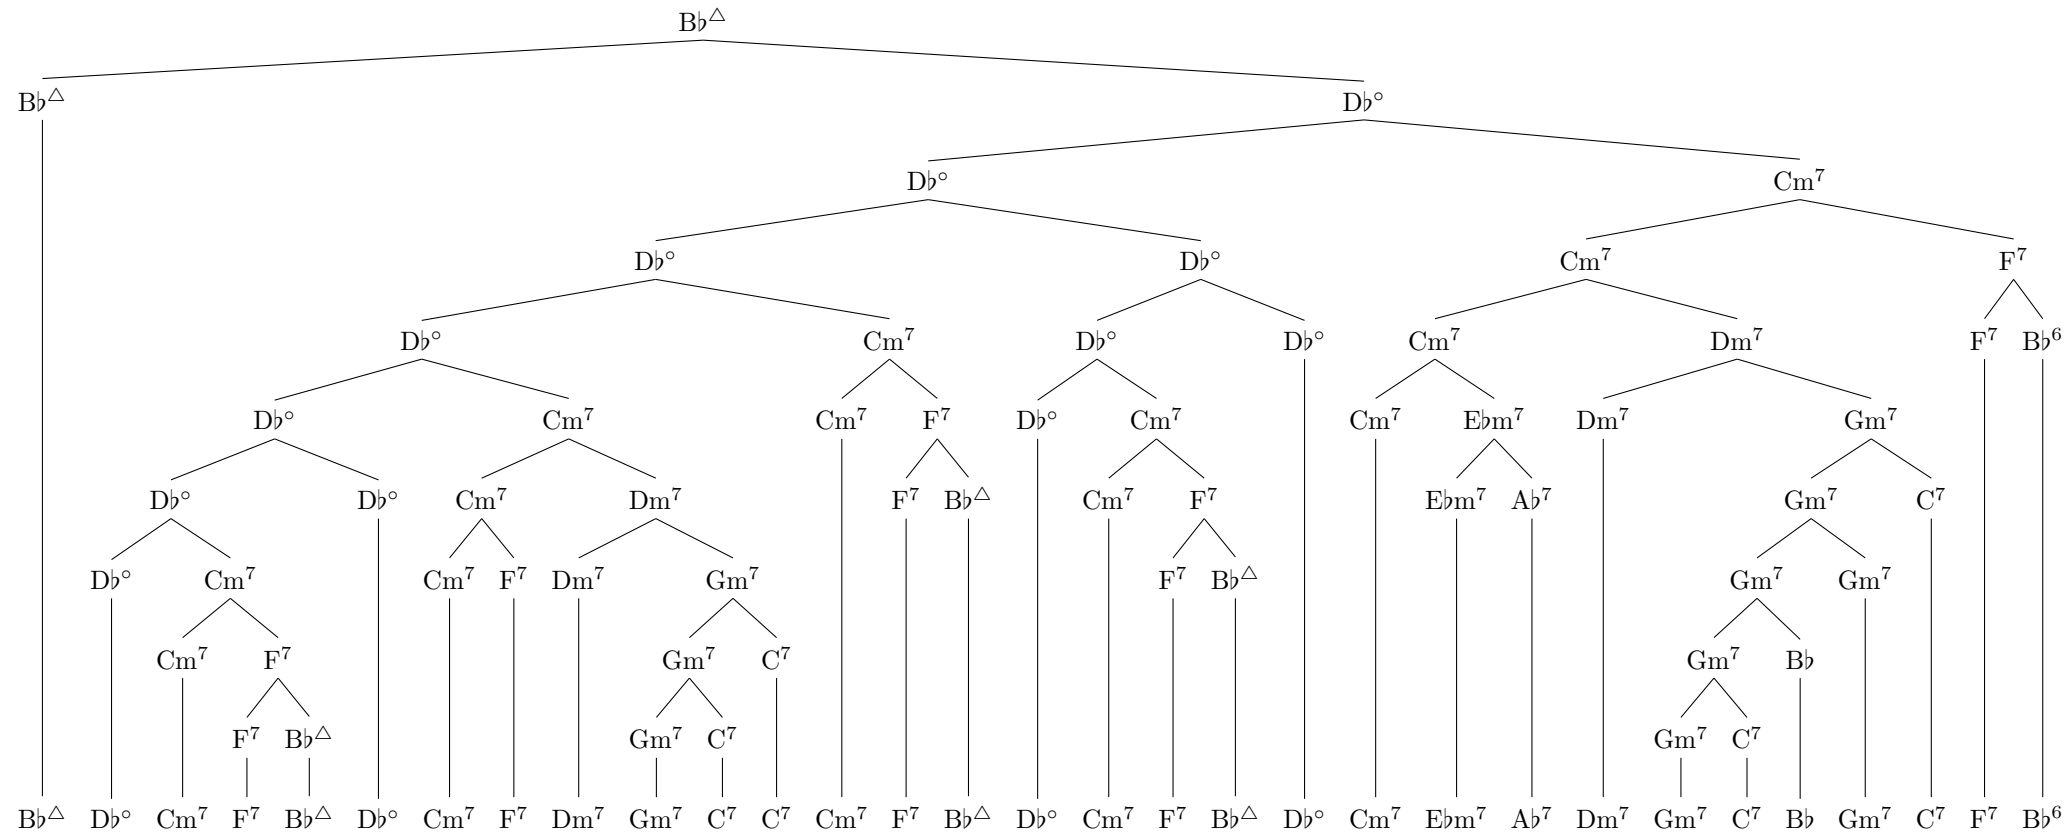 B♭△
B♭△ D♭°
D♭° Cm⁷
D♭° D♭° Cm⁷ F⁷
D♭° Cm⁷ D♭° D♭° Cm⁷ Dm⁷ F⁷ B♭⁶
D♭° Cm⁷ Cm⁷ F⁷ D♭° Cm⁷ Cm⁷ E♭m⁷ Dm⁷ Gm⁷
D♭° D♭° Cm⁷ Dm⁷ F⁷ B♭△ Cm⁷ F⁷ E♭m⁷ A♭⁷ Gm⁷ C⁷
D♭° Cm⁷ Cm⁷ F⁷ Dm⁷ Gm⁷ F⁷ B♭△ Gm⁷ Gm⁷
Cm⁷ F⁷ Gm⁷ C⁷ Gm⁷ B♭
F⁷ B♭△ Gm⁷ C⁷ Gm⁷ C⁷
B♭△ D♭° Cm⁷ F⁷ B♭△ D♭° Cm⁷ F⁷ Dm⁷ Gm⁷ C⁷ C⁷ Cm⁷ F⁷ B♭△ D♭° Cm⁷ F⁷ B♭△ D♭° Cm⁷ E♭m⁷ A♭⁷ Dm⁷ Gm⁷ C⁷ B♭ Gm⁷ C⁷ F⁷ B♭⁶